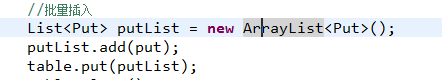 //批量插入
List<Put> putList = new ArrayList<Put>();
putList.add(put);
table.put(putList);